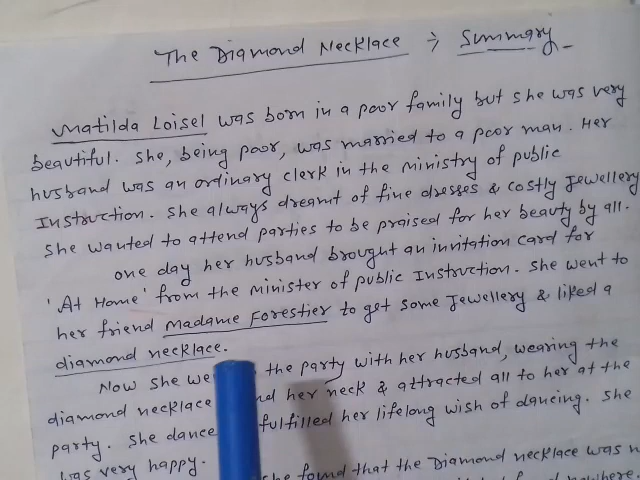 The Diamond Necklace → Summary
Matilda Loisel was born in a poor family but she was very
beautiful. She, being poor, was married to a poor man. Her
husband was an ordinary clerk in the ministry of public
Instruction. She always dreamt of fine dresses & costly Jewellery
She wanted to attend parties to be praised for her beauty by all.
one day her husband brought an invitation card for
'At Home' from the minister of public Instruction. She went to
her friend Madame Forestier to get some Jewellery & liked a
diamond necklace.
Now she the party with her husband, wearing the
diamond necklace her neck & attracted all to her at the
party. She fulfilled her lifelong wish of dancing. She
was very happy.
she found that the Diamond necklace was